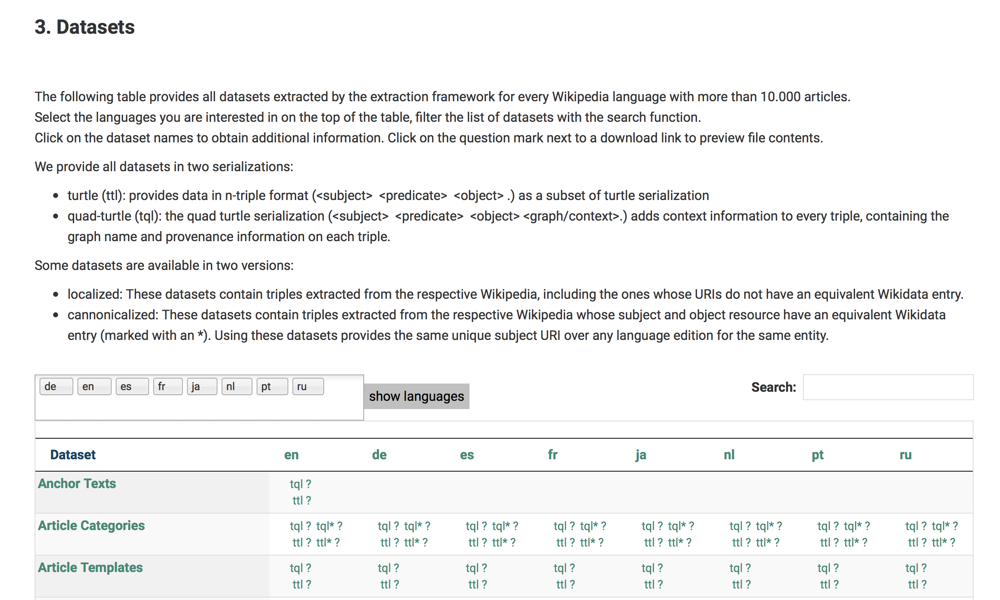 3. Datasets
The following table provides all datasets extracted by the extraction framework for every Wikipedia language with more than 10.000 articles.
Select the languages you are interested in on the top of the table, filter the list of datasets with the search function.
Click on the dataset names to obtain additional information. Click on the question mark next to a download link to preview file contents.
We provide all datasets in two serializations:
• turtle (ttl): provides data in n-triple format (<subject> <predicate> <object> .) as a subset of turtle serialization
• quad-turtle (tql): the quad turtle serialization (<subject> <predicate> <object> <graph/context>.) adds context information to every triple, containing the
graph name and provenance information on each triple.
Some datasets are available in two versions:
• localized: These datasets contain triples extracted from the respective Wikipedia, including the ones whose URIs do not have an equivalent Wikidata entry.
• cannonicalized: These datasets contain triples extracted from the respective Wikipedia whose subject and object resource have an equivalent Wikidata
entry (marked with an *). Using these datasets provides the same unique subject URI over any language edition for the same entity.
de en es fr ja nl pt ru show languages Search:
Dataset en de es fr ja nl pt ru
Anchor Texts tql ?
ttl ?
Article Categories tql ? tql* ? tql ? tql* ? tql ? tql* ? tql ? tql* ? tql ? tql* ? tql ? tql* ? tql ? tql* ? tql ? tql* ?
ttl ? ttl* ? ttl ? ttl* ? ttl ? ttl* ? ttl ? ttl* ? ttl ? ttl* ? ttl ? ttl* ? ttl ? ttl* ? ttl ? ttl* ?
Article Templates tql ? tql ? tql ? tql ? tql ? tql ? tql ? tql ?
ttl ? ttl ? ttl ? ttl ? ttl ? ttl ? ttl ? ttl ?